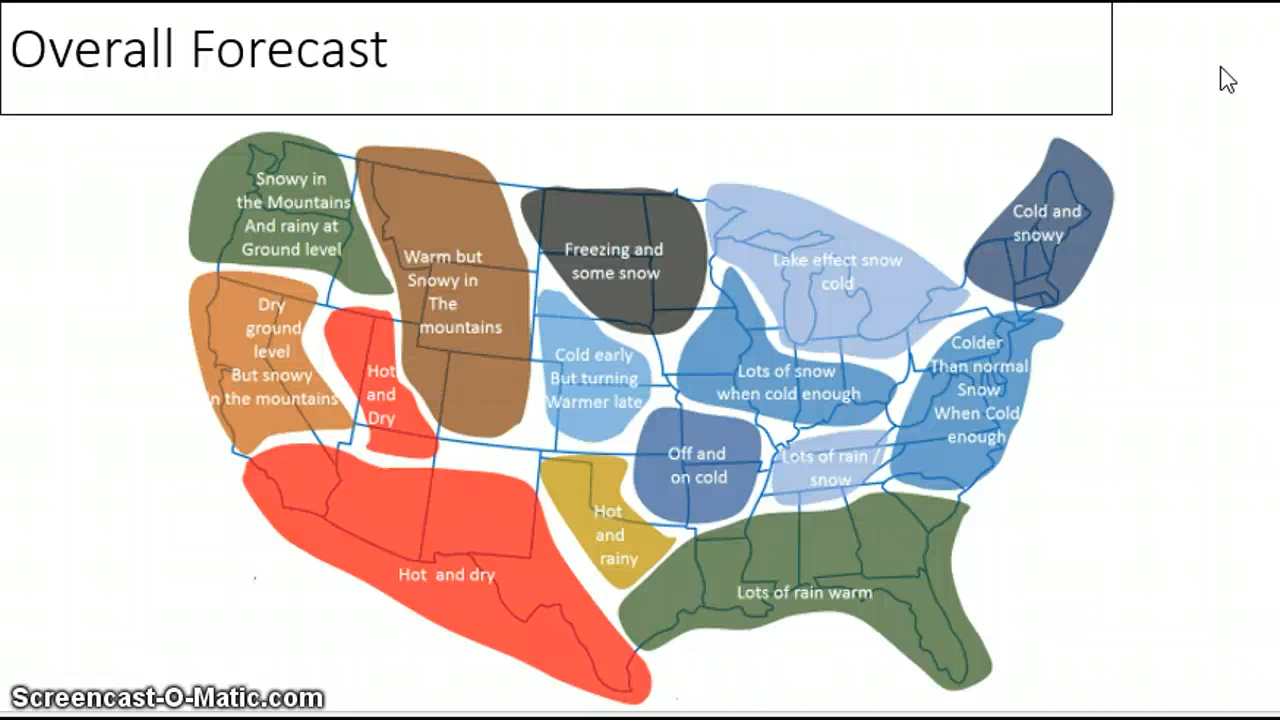 Overall Forecast
Snowy in
the Mountains
And rainy at
Ground level
Warm but
Snowy in
The
mountains
Freezing and
some snow
Lake effect snow
cold
Cold and
snowy
Dry
ground
level
But snowy
In the mountains
Hot
and
Dry
Cold early
But turning
Warmer late
Lots of snow
when cold enough
Colder
Than normal
Snow
When Cold
enough
Off and
on cold
Lots of rain /
snow
Hot
and
rainy
Hot and dry
Lots of rain warm
Screencast-O-Matic.com